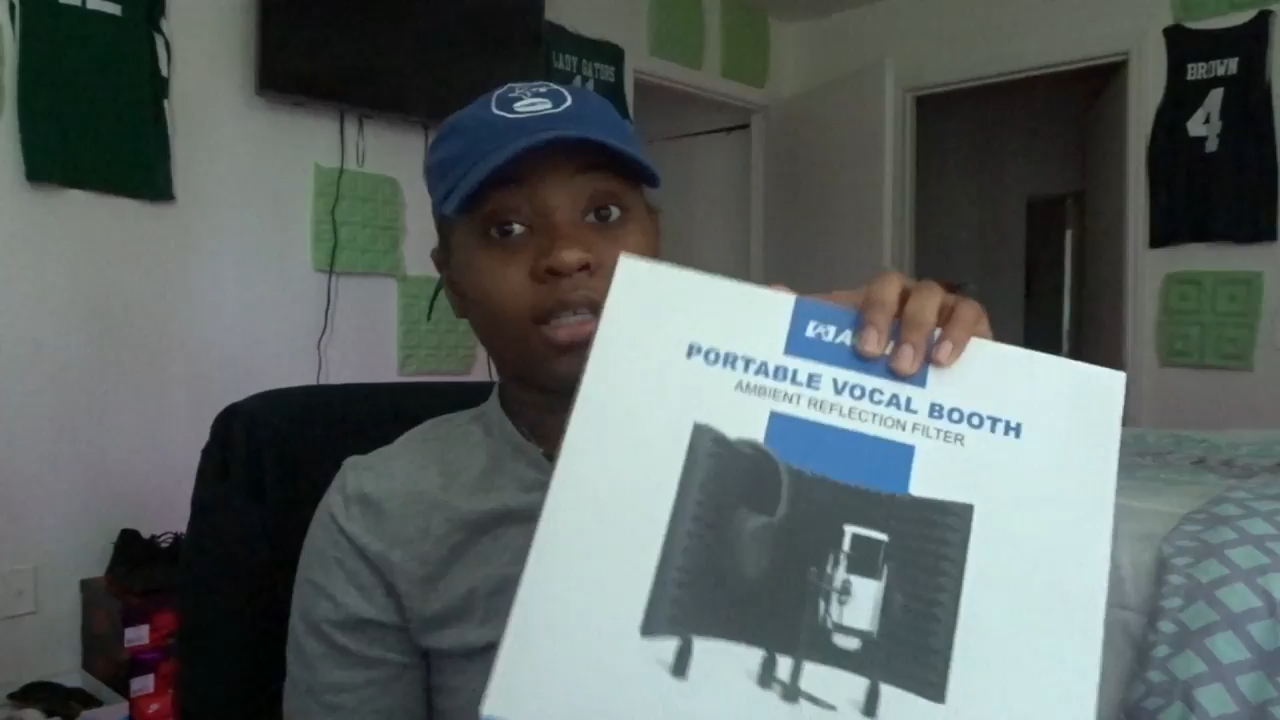 LADY GATORS
BROWN
4
PORTABLE VOCAL BOOTH
AMBIENT REFLECTION FILTER